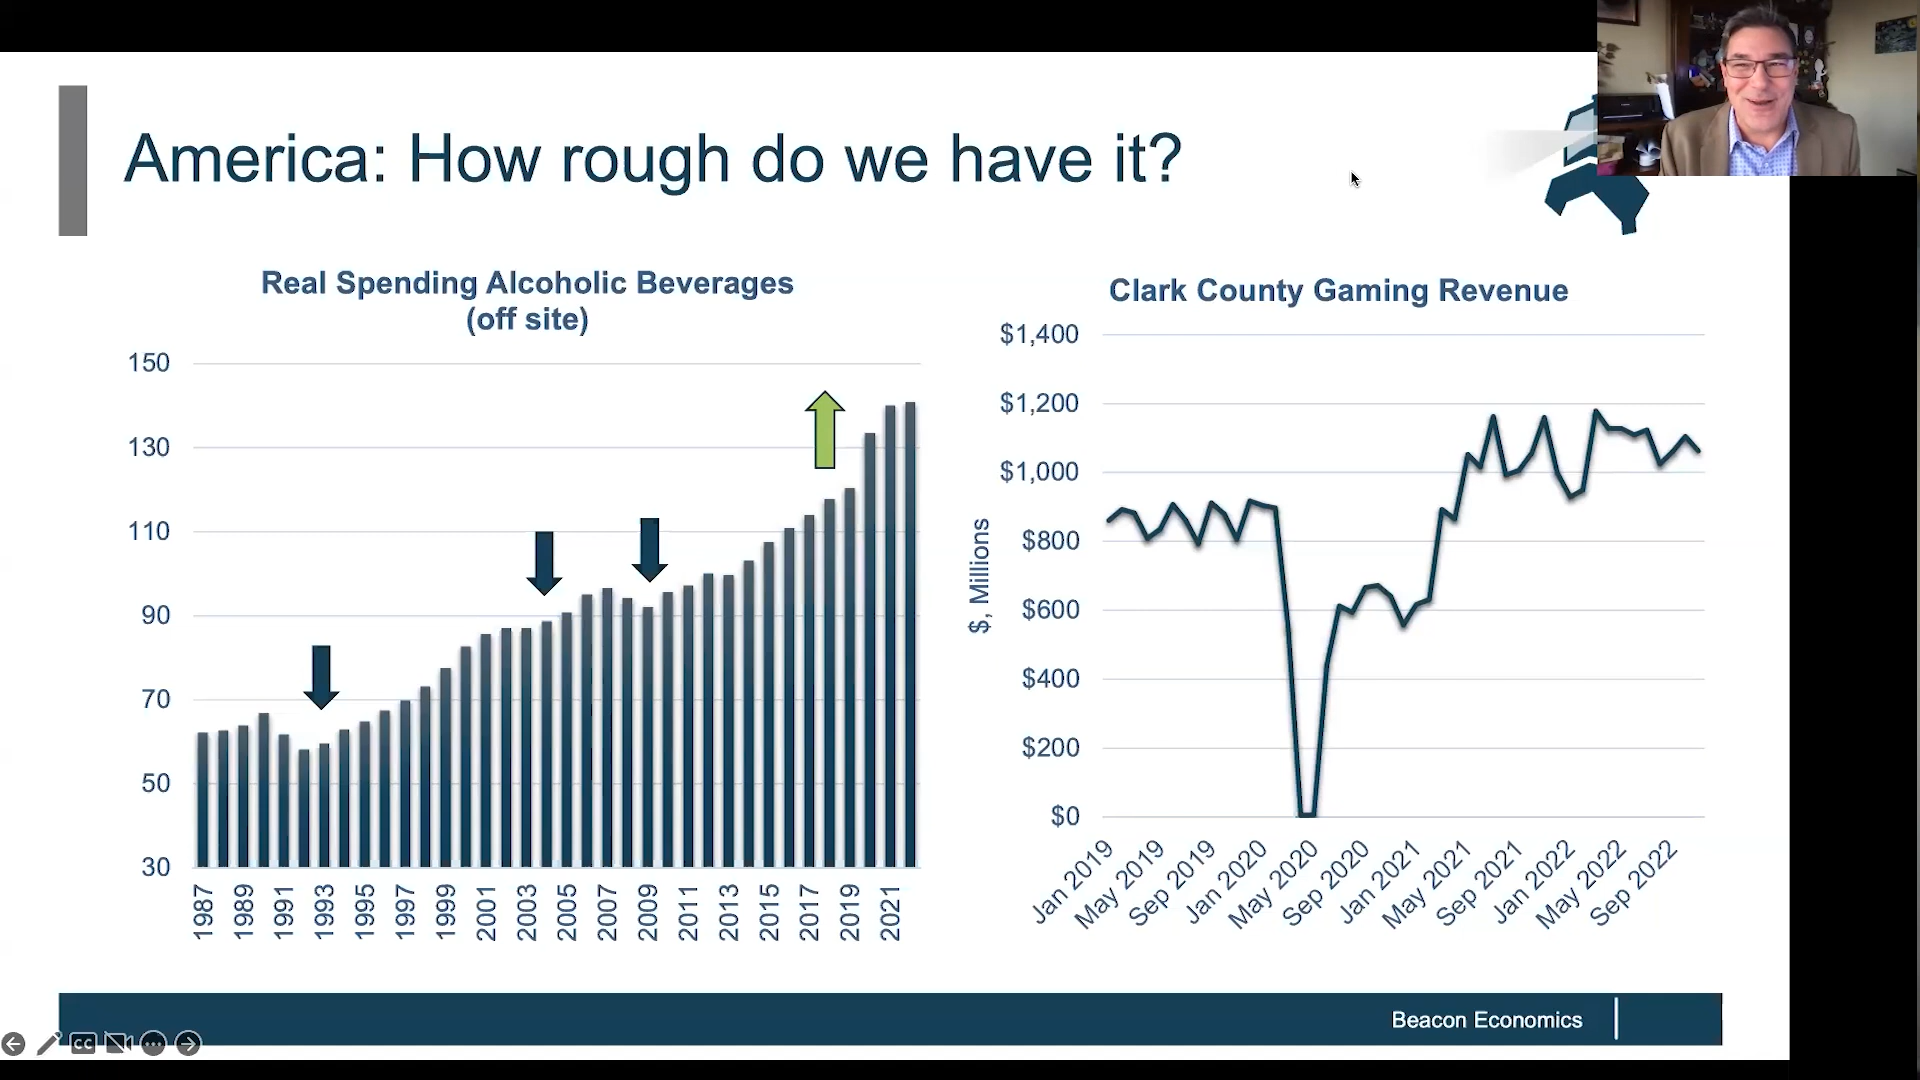 America: How rough do we have it?
Real Spending Alcoholic Beverages
(off site)
150
130
110
90
70
50
30
1987
1989
1991
1993
1995
1997
1999
2001
2003
2005
2007
2009
2011
2013
2015
2017
2019
2021
Clark County Gaming Revenue
$, Millions
$1,400
$1,200
$1,000
$800
$600
$400
$200
$0
Jan 2019
May 2019
Sep 2019
Jan 2020
May 2020
Sep 2020
Jan 2021
May 2021
Sep 2021
Jan 2022
May 2022
Sep 2022
Beacon Economics
CC